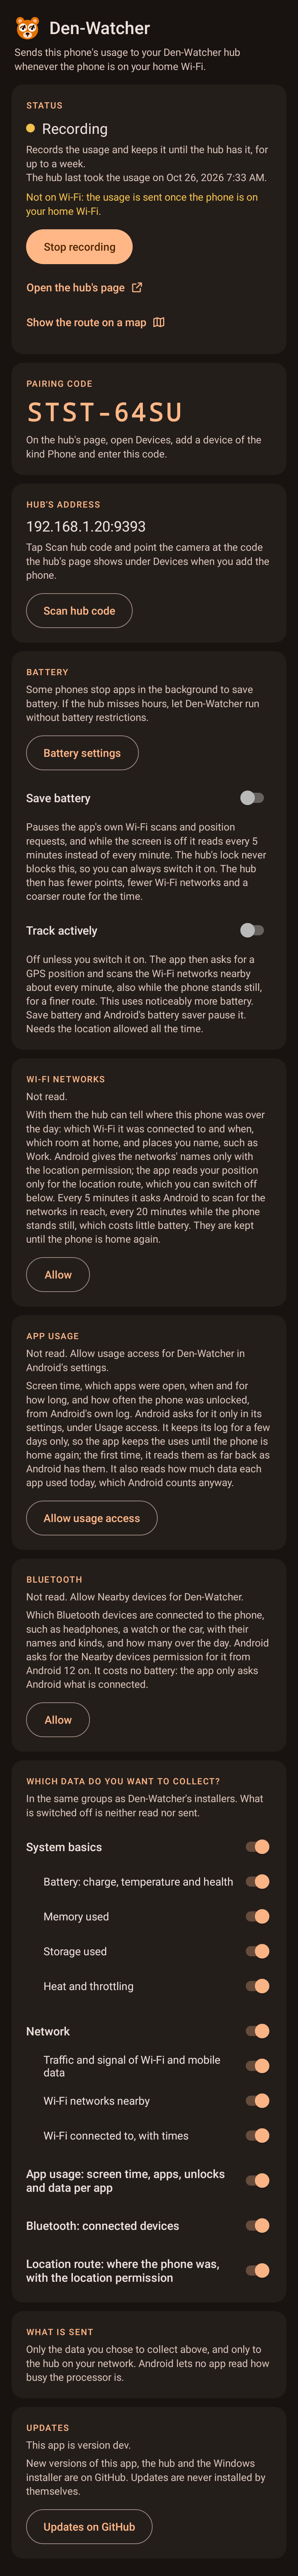 Den-Watcher
Sends this phone's usage to your Den-Watcher hub
whenever the phone is on your home Wi-Fi.
STATUS
Recording
Records the usage and keeps it until the hub has it, for
up to a week.
The hub last took the usage on Oct 26, 2026 7:33 AM.
Not on Wi-Fi: the usage is sent once the phone is on
your home Wi-Fi.
Stop recording
Open the hub's page
Show the route on a map
PAIRING CODE
STST-64SU
On the hub's page, open Devices, add a device of the
kind Phone and enter this code.
HUB'S ADDRESS
192.168.1.20:9393
Tap Scan hub code and point the camera at the code
the hub's page shows under Devices when you add the
phone.
Scan hub code
BATTERY
Some phones stop apps in the background to save
battery. If the hub misses hours, let Den-Watcher run
without battery restrictions.
Battery settings
Save battery
Pauses the app's own Wi-Fi scans and position
requests, and while the screen is off it reads every 5
minutes instead of every minute. The hub's lock never
blocks this, so you can always switch it on. The hub
then has fewer points, fewer Wi-Fi networks and a
coarser route for the time.
Track actively
Off unless you switch it on. The app then asks for a
GPS position and scans the Wi-Fi networks nearby
about every minute, also while the phone stands still,
for a finer route. This uses noticeably more battery.
Save battery and Android's battery saver pause it.
Needs the location allowed all the time.
WI-FI NETWORKS
Not read.
With them the hub can tell where this phone was over
the day: which Wi-Fi it was connected to and when,
which room at home, and places you name, such as
Work. Android gives the networks' names only with
the location permission; the app reads your position
only for the location route, which you can switch off
below. Every 5 minutes it asks Android to scan for the
networks in reach, every 20 minutes while the phone
stands still, which costs little battery. They are kept
until the phone is home again.
Allow
APP USAGE
Not read. Allow usage access for Den-Watcher in
Android's settings.
Screen time, which apps were open, when and for
how long, and how often the phone was unlocked,
from Android's own log. Android asks for it only in its
settings, under Usage access. It keeps its log for a few
days only, so the app keeps the uses until the phone is
home again; the first time, it reads them as far back as
Android has them. It also reads how much data each
app used today, which Android counts anyway.
Allow usage access
BLUETOOTH
Not read. Allow Nearby devices for Den-Watcher.
Which Bluetooth devices are connected to the phone,
such as headphones, a watch or the car, with their
names and kinds, and how many over the day. Android
asks for the Nearby devices permission for it from
Android 12 on. It costs no battery: the app only asks
Android what is connected.
Allow
WHICH DATA DO YOU WANT TO COLLECT?
In the same groups as Den-Watcher's installers. What
is switched off is neither read nor sent.
System basics
Battery: charge, temperature and health
Memory used
Storage used
Heat and throttling
Network
Traffic and signal of Wi-Fi and mobile
data
Wi-Fi networks nearby
Wi-Fi connected to, with times
App usage: screen time, apps, unlocks
and data per app
Bluetooth: connected devices
Location route: where the phone was,
with the location permission
WHAT IS SENT
Only the data you chose to collect above, and only to
the hub on your network. Android lets no app read how
busy the processor is.
UPDATES
This app is version dev.
New versions of this app, the hub and the Windows
installer are on GitHub. Updates are never installed by
themselves.
Updates on GitHub